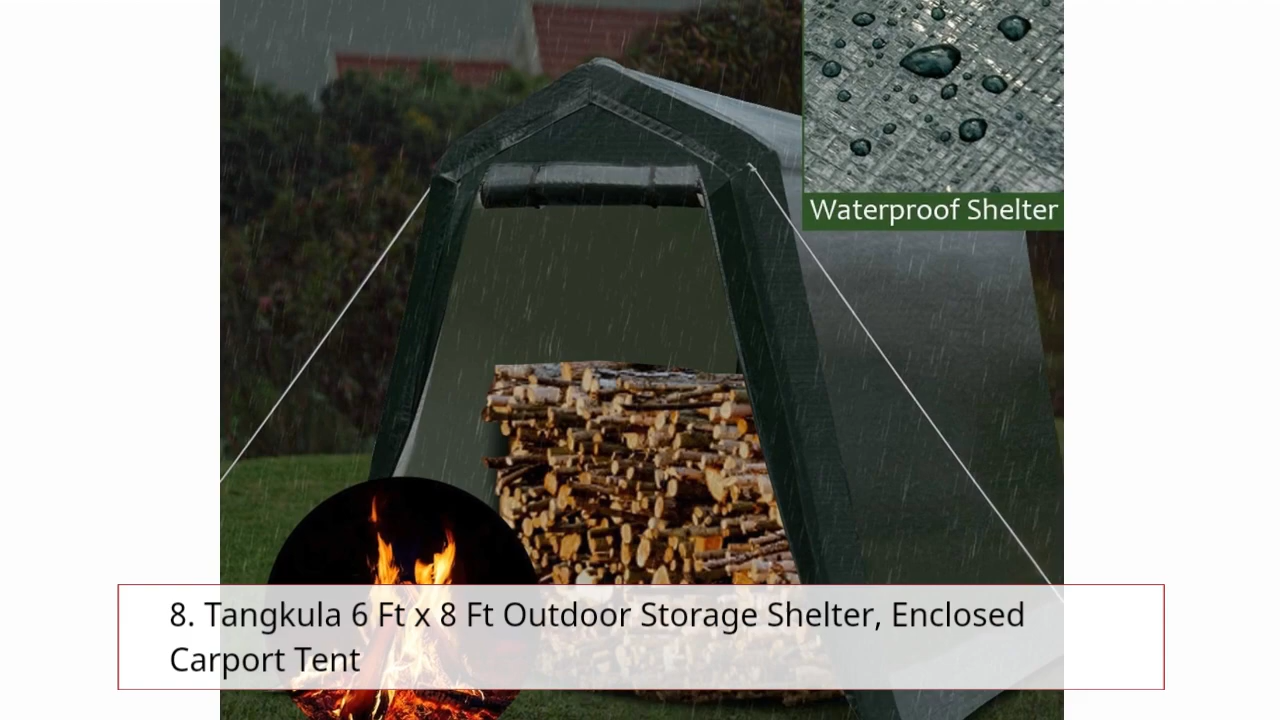 Waterproof Shelter
8. Tangkula 6 Ft x 8 Ft Outdoor Storage Shelter, Enclosed
Carport Tent